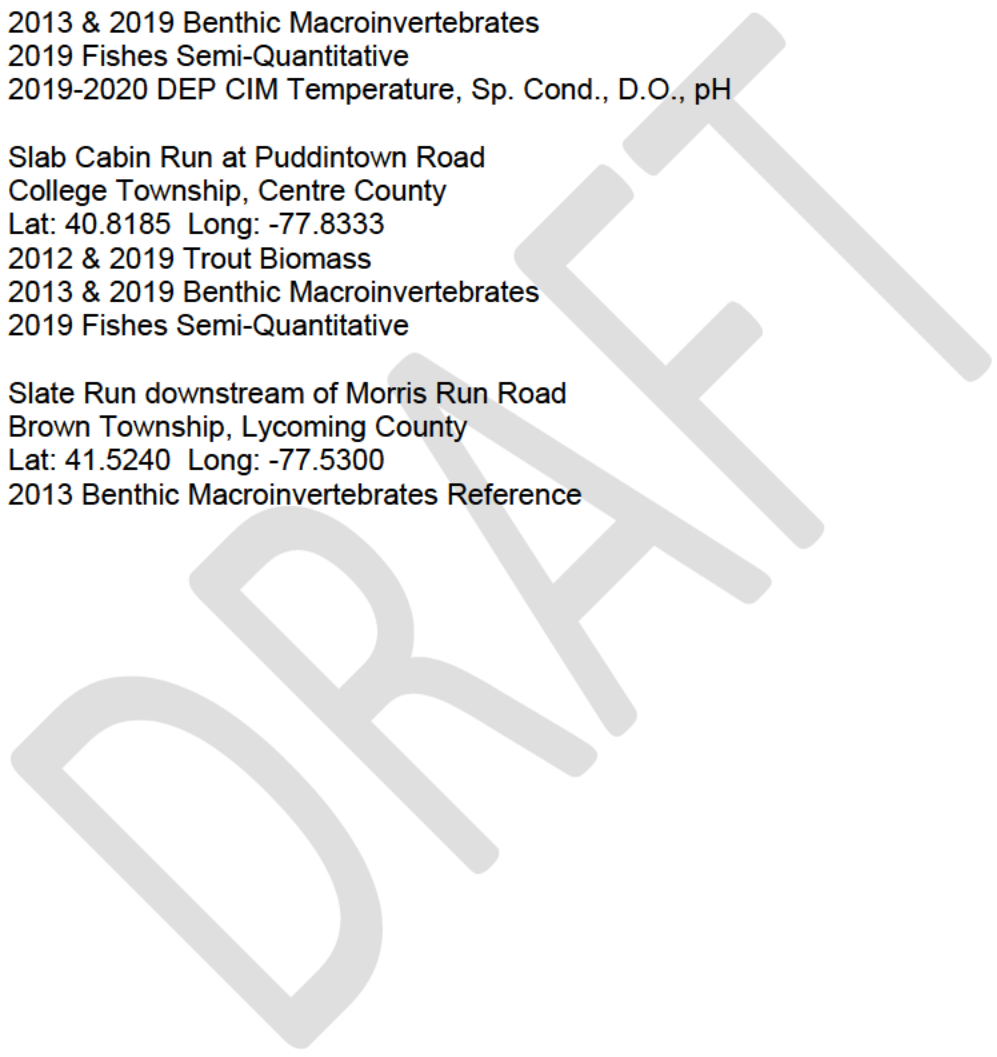 2013 & 2019 Benthic Macroinvertebrates
2019 Fishes Semi-Quantitative
2019-2020 DEP CIM Temperature, Sp. Cond., D.O., pH
Slab Cabin Run at Puddintown Road
College Township, Centre County
Lat: 40.8185 Long: -77.8333
2012 & 2019 Trout Biomass
2013 & 2019 Benthic Macroinvertebrates
2019 Fishes Semi-Quantitative
Slate Run downstream of Morris Run Road
Brown Township, Lycoming County
Lat: 41.5240 Long: -77.5300
2013 Benthic Macroinvertebrates Reference
DRAFT